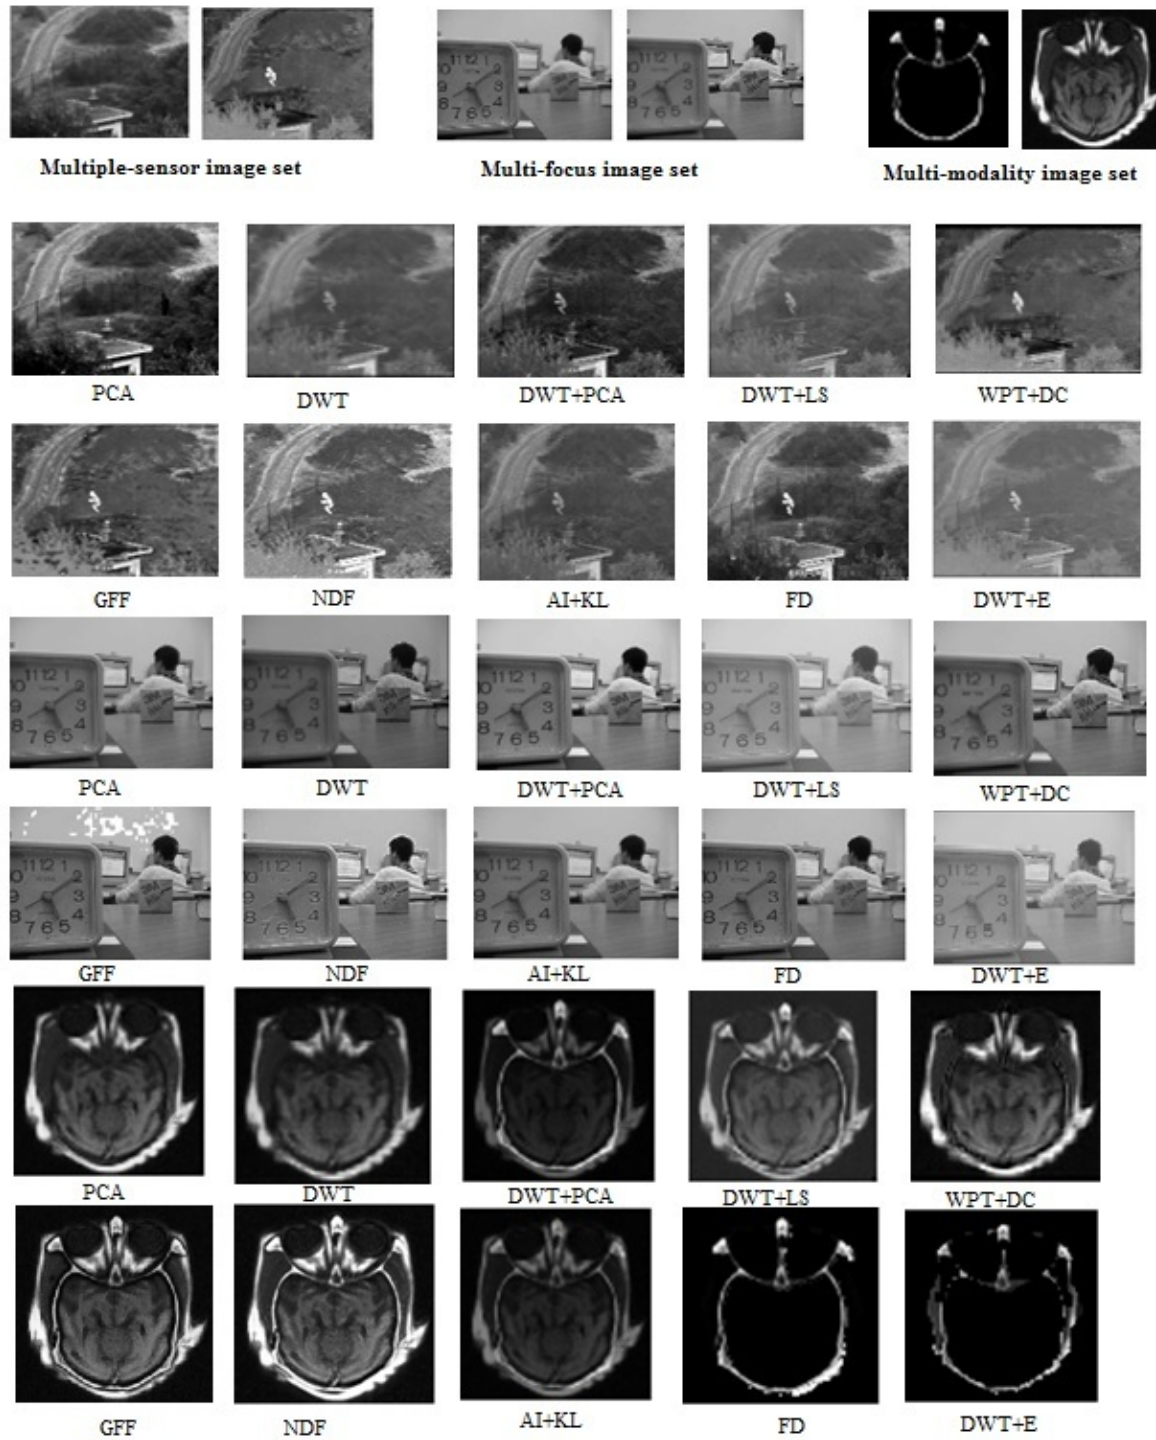 Multiple-sensor image set
Multi-focus image set
Multi-modality image set
PCA
DWT
DWT+PCA
DWT+LS
WPT+DC
GFF
NDF
AI+KL
FD
DWT+E
PCA
DWT
DWT+PCA
DWT+LS
WPT+DC
GFF
NDF
AI+KL
FD
DWT+E
PCA
DWT
DWT+PCA
DWT+LS
WPT+DC
GFF
NDF
AI+KL
FD
DWT+E